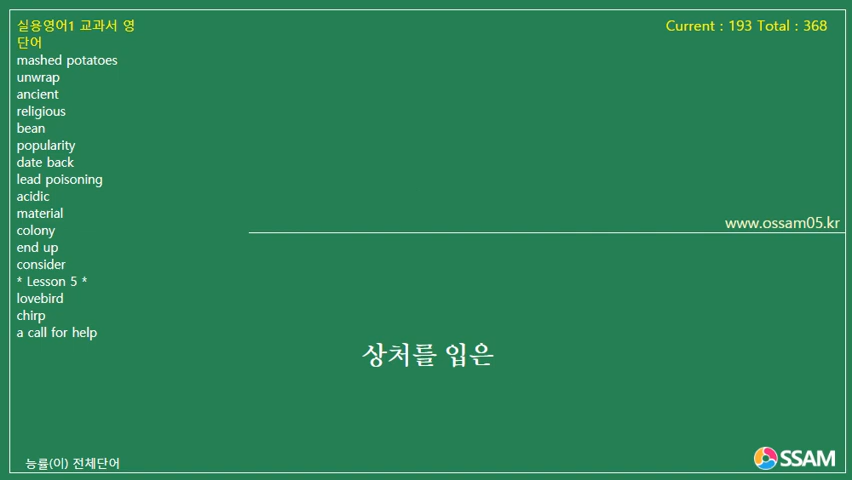 실용영어1 교과서 영
단어
Current : 193 Total : 368
mashed potatoes
unwrap
ancient
religious
bean
popularity
date back
lead poisoning
acidic
material
colony
end up
consider
* Lesson 5 *
lovebird
chirp
a call for help
www.ossam05.kr
상처를 입은
능률(이) 전체단어
OSSAM